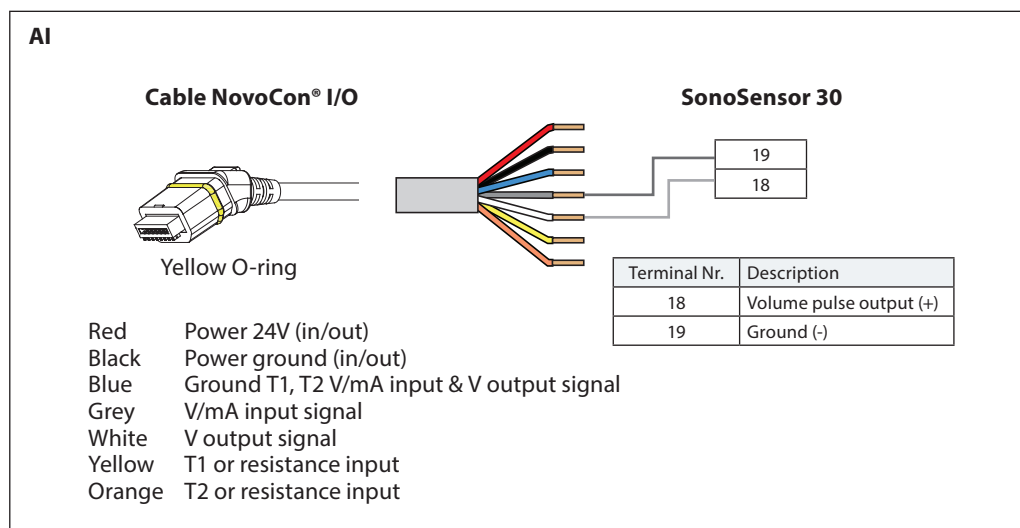 AI
Cable NovoCon® I/O
SonoSensor 30
19
18
Yellow O-ring
Terminal Nr. Description
18 Volume pulse output (+)
19 Ground (-)
Red Power 24V (in/out)
Black Power ground (in/out)
Blue Ground T1, T2 V/mA input & V output signal
Grey V/mA input signal
White V output signal
Yellow T1 or resistance input
Orange T2 or resistance input